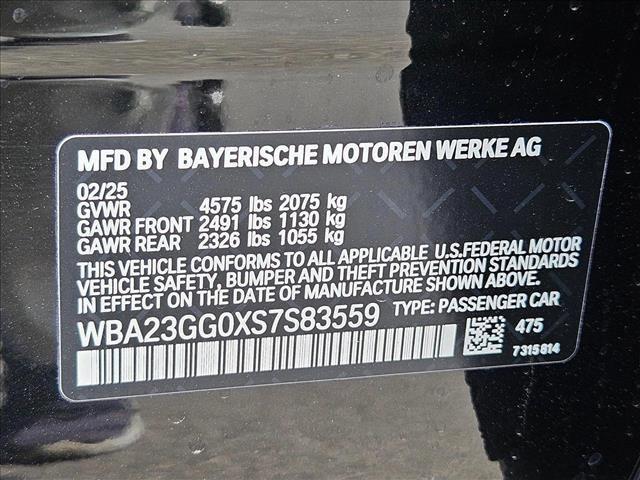 MFD BY BAYERISCHE MOTOREN WERKE AG
02/25
GVWR 4575 lbs 2075 kg
GAWR FRONT 2491 lbs 1130 kg
GAWR REAR 2326 lbs 1055 kg
THIS VEHICLE CONFORMS TO ALL APPLICABLE U.S.FEDERAL MOTOR
VEHICLE SAFETY, BUMPER AND THEFT PREVENTION STANDARDS
IN EFFECT ON THE DATE OF MANUFACTURE SHOWN ABOVE.
WBA23GG0XS7S83559 TYPE: PASSENGER CAR
475
7315814